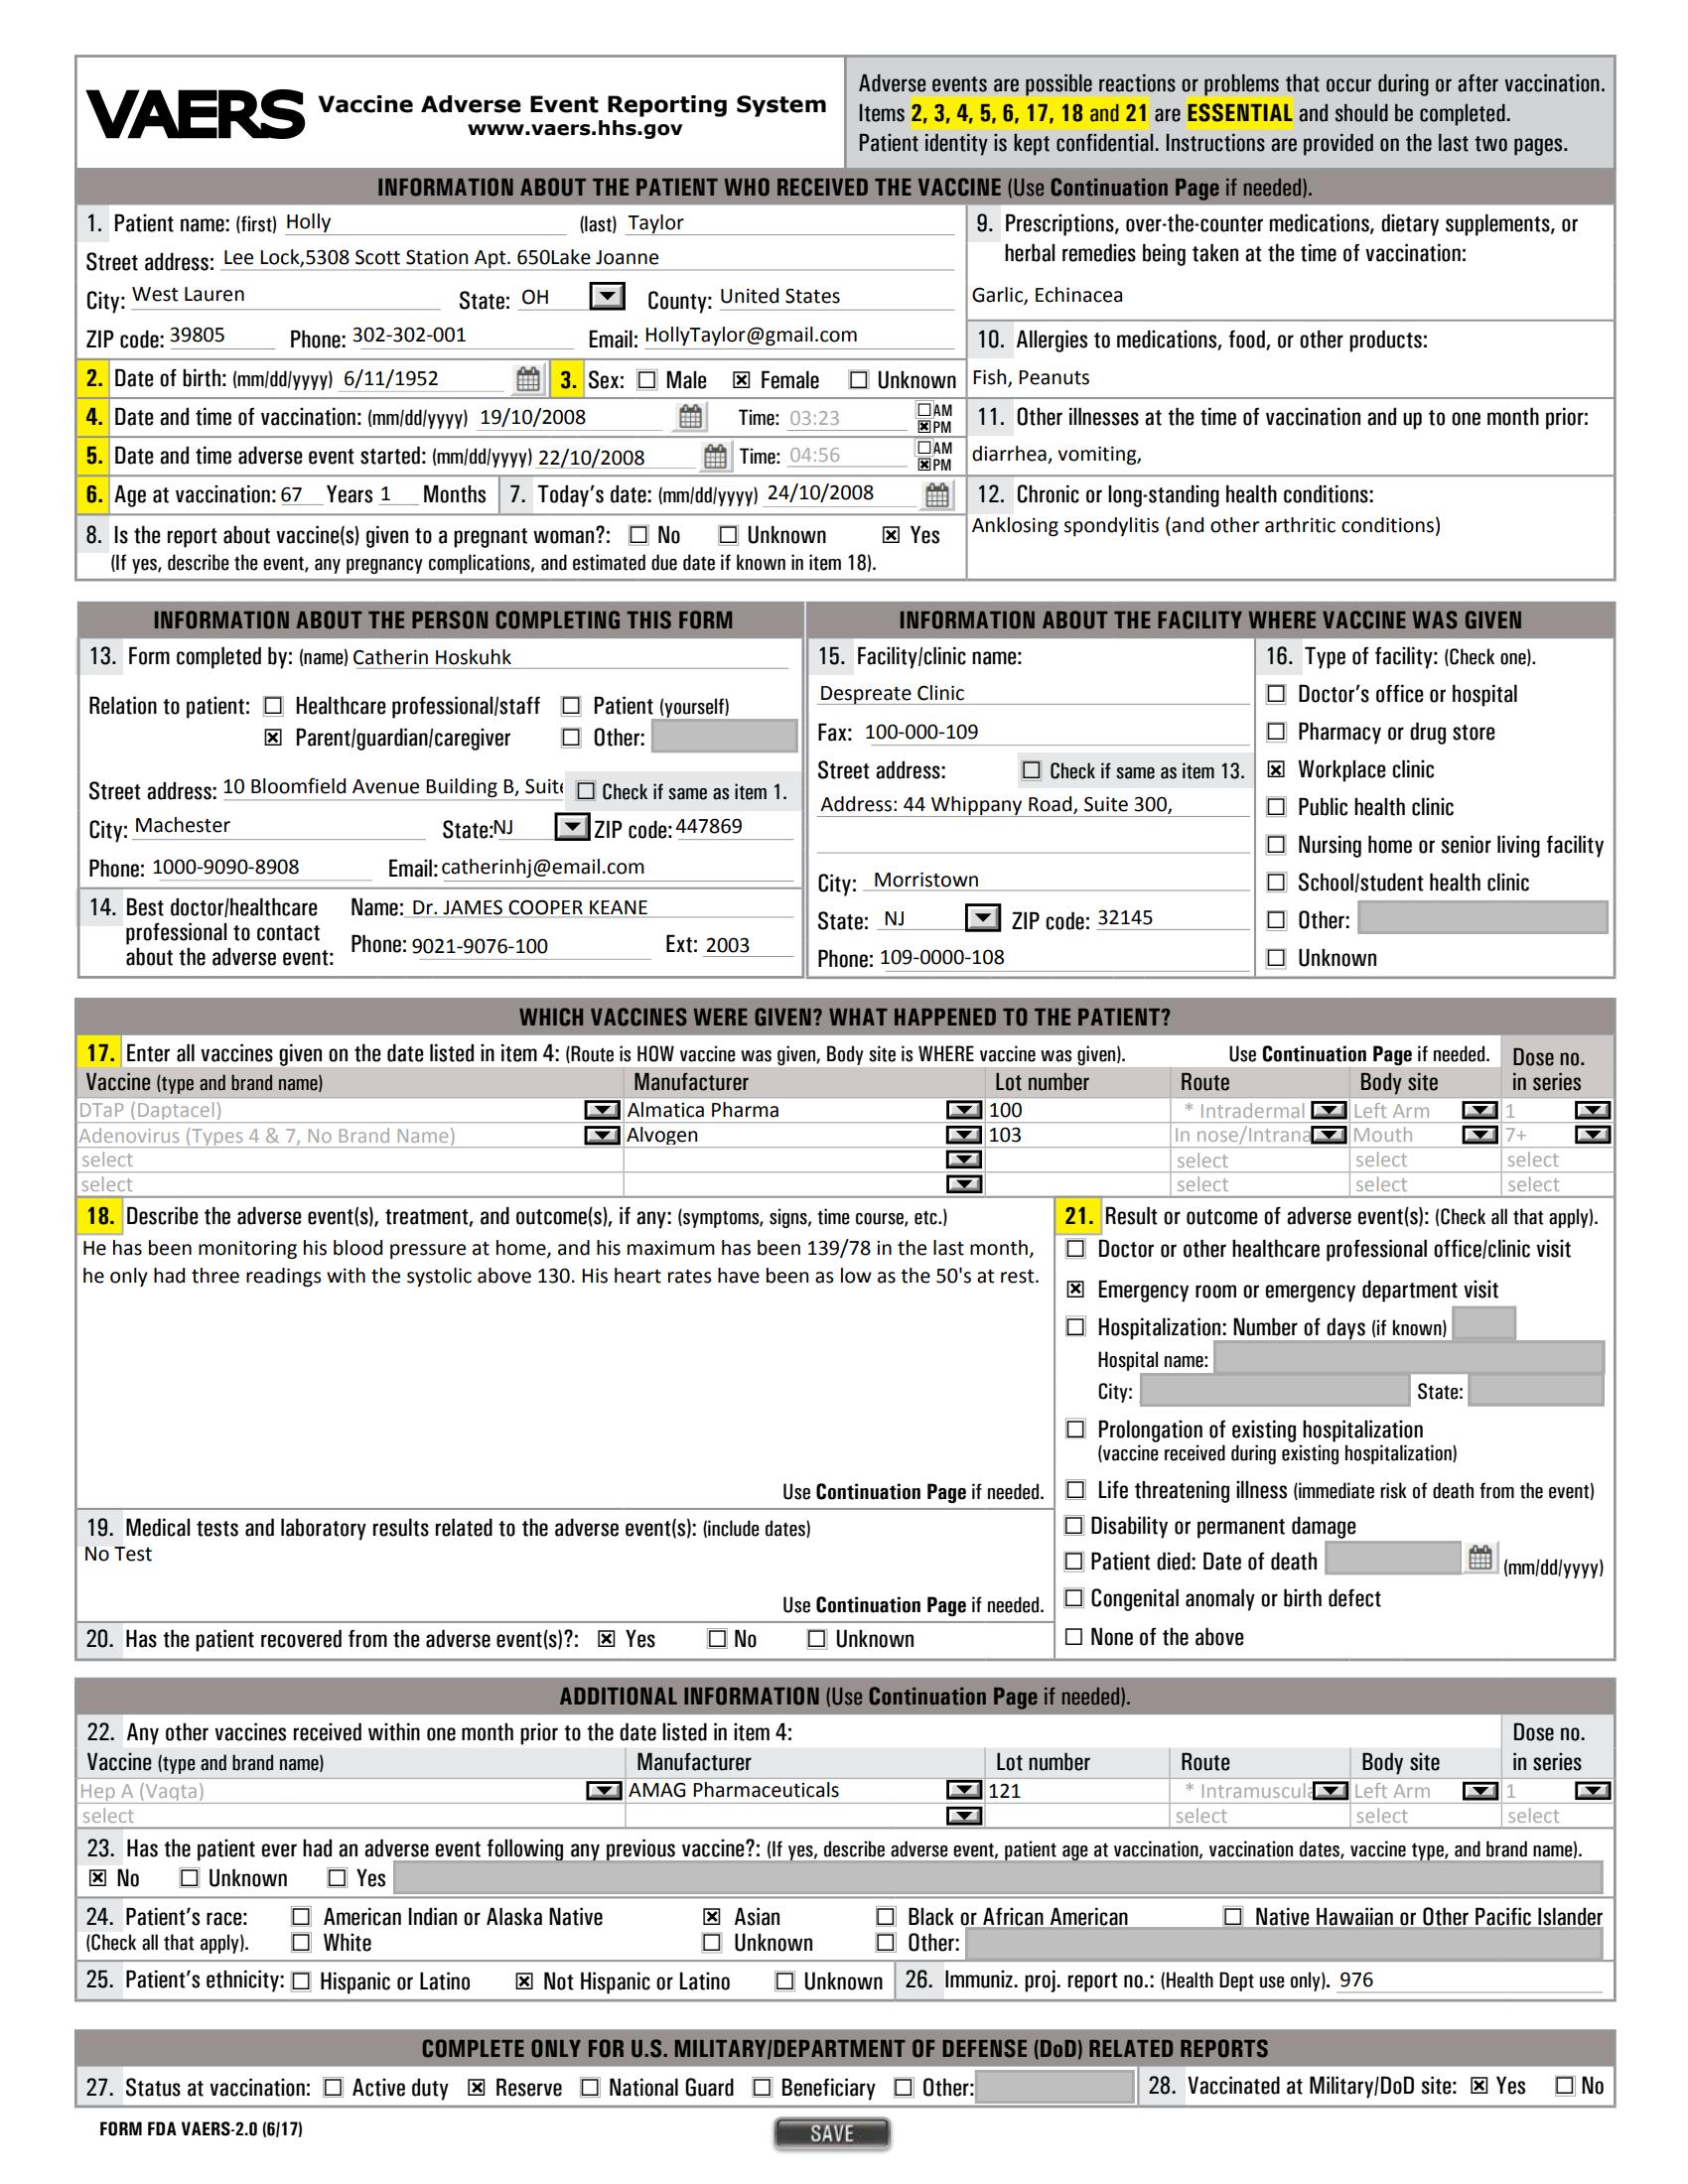 VAERS Vaccine Adverse Event Reporting System
www.vaers.hhs.gov
Adverse events are possible reactions or problems that occur during or after vaccination.
Items 2, 3, 4, 5, 6, 17, 18 and 21 are ESSENTIAL and should be completed.
Patient identity is kept confidential. Instructions are provided on the last two pages.
INFORMATION ABOUT THE PATIENT WHO RECEIVED THE VACCINE (Use Continuation Page if needed).
1. Patient name: (first) Holly (last) Taylor
Street address: Lee Lock,5308 Scott Station Apt. 650Lake Joanne
City: West Lauren State: OH County: United States
ZIP code: 39805 Phone: 302-302-001 Email: HollyTaylor@gmail.com
2. Date of birth: (mm/dd/yyyy) 6/11/1952 3. Sex: Male Female Unknown
4. Date and time of vaccination: (mm/dd/yyyy) 19/10/2008 Time: 03:23 AM PM
5. Date and time adverse event started: (mm/dd/yyyy) 22/10/2008 Time: 04:56 AM PM
6. Age at vaccination: 67 Years 1 Months 7. Today's date: (mm/dd/yyyy) 24/10/2008
8. Is the report about vaccine(s) given to a pregnant woman?: No Unknown Yes
(If yes, describe the event, any pregnancy complications, and estimated due date if known in item 18).
9. Prescriptions, over-the-counter medications, dietary supplements, or
herbal remedies being taken at the time of vaccination:
Garlic, Echinacea
10. Allergies to medications, food, or other products:
Fish, Peanuts
11. Other illnesses at the time of vaccination and up to one month prior:
diarrhea, vomiting,
12. Chronic or long-standing health conditions:
Anklosing spondylitis (and other arthritic conditions)
INFORMATION ABOUT THE PERSON COMPLETING THIS FORM
13. Form completed by: (name) Catherin Hoskuhk
Relation to patient: Healthcare professional/staff Patient (yourself)
Parent/guardian/caregiver Other:
Street address: 10 Bloomfield Avenue Building B, Suite Check if same as item 1.
City: Machester State: NJ ZIP code: 447869
Phone: 1000-9090-8908 Email: catherinhj@email.com
14. Best doctor/healthcare
professional to contact
about the adverse event:
Name: Dr. JAMES COOPER KEANE
Phone: 9021-9076-100 Ext: 2003
INFORMATION ABOUT THE FACILITY WHERE VACCINE WAS GIVEN
15. Facility/clinic name:
Despreate Clinic
Fax: 100-000-109
Street address: Check if same as item 13.
Address: 44 Whippany Road, Suite 300,
City: Morristown
State: NJ ZIP code: 32145
Phone: 109-0000-108
16. Type of facility: (Check one).
Doctor's office or hospital
Pharmacy or drug store
Workplace clinic
Public health clinic
Nursing home or senior living facility
School/student health clinic
Other:
Unknown
WHICH VACCINES WERE GIVEN? WHAT HAPPENED TO THE PATIENT?
17. Enter all vaccines given on the date listed in item 4: (Route is HOW vaccine was given, Body site is WHERE vaccine was given). Use Continuation Page if needed.
Vaccine (type and brand name) Manufacturer Lot number Route Body site Dose no. in series
DTaP (Daptacel) Almatica Pharma 100 * Intradermal Left Arm 1
Adenovirus (Types 4 & 7, No Brand Name) Alvogen 103 In nose/Intrana Mouth 7+
select select select select
select select select select
18. Describe the adverse event(s), treatment, and outcome(s), if any: (symptoms, signs, time course, etc.)
He has been monitoring his blood pressure at home, and his maximum has been 139/78 in the last month,
he only had three readings with the systolic above 130. His heart rates have been as low as the 50's at rest.
Use Continuation Page if needed.
19. Medical tests and laboratory results related to the adverse event(s): (include dates)
No Test
Use Continuation Page if needed.
20. Has the patient recovered from the adverse event(s)?: Yes No Unknown
21. Result or outcome of adverse event(s): (Check all that apply).
Doctor or other healthcare professional office/clinic visit
Emergency room or emergency department visit
Hospitalization: Number of days (if known)
Hospital name:
City: State:
Prolongation of existing hospitalization
(vaccine received during existing hospitalization)
Life threatening illness (immediate risk of death from the event)
Disability or permanent damage
Patient died: Date of death (mm/dd/yyyy)
Congenital anomaly or birth defect
None of the above
ADDITIONAL INFORMATION (Use Continuation Page if needed).
22. Any other vaccines received within one month prior to the date listed in item 4:
Vaccine (type and brand name) Manufacturer Lot number Route Body site Dose no. in series
Hep A (Vaqta) AMAG Pharmaceuticals 121 * Intramuscula Left Arm 1
select select select select
23. Has the patient ever had an adverse event following any previous vaccine?: (If yes, describe adverse event, patient age at vaccination, vaccination dates, vaccine type, and brand name).
No Unknown Yes
24. Patient's race: American Indian or Alaska Native Asian Black or African American Native Hawaiian or Other Pacific Islander
(Check all that apply). White Unknown Other:
25. Patient's ethnicity: Hispanic or Latino Not Hispanic or Latino Unknown 26. Immuniz. proj. report no.: (Health Dept use only). 976
COMPLETE ONLY FOR U.S. MILITARY/DEPARTMENT OF DEFENSE (DoD) RELATED REPORTS
27. Status at vaccination: Active duty Reserve National Guard Beneficiary Other: 28. Vaccinated at Military/DoD site: Yes No
FORM FDA VAERS-2.0 (6/17)
SAVE